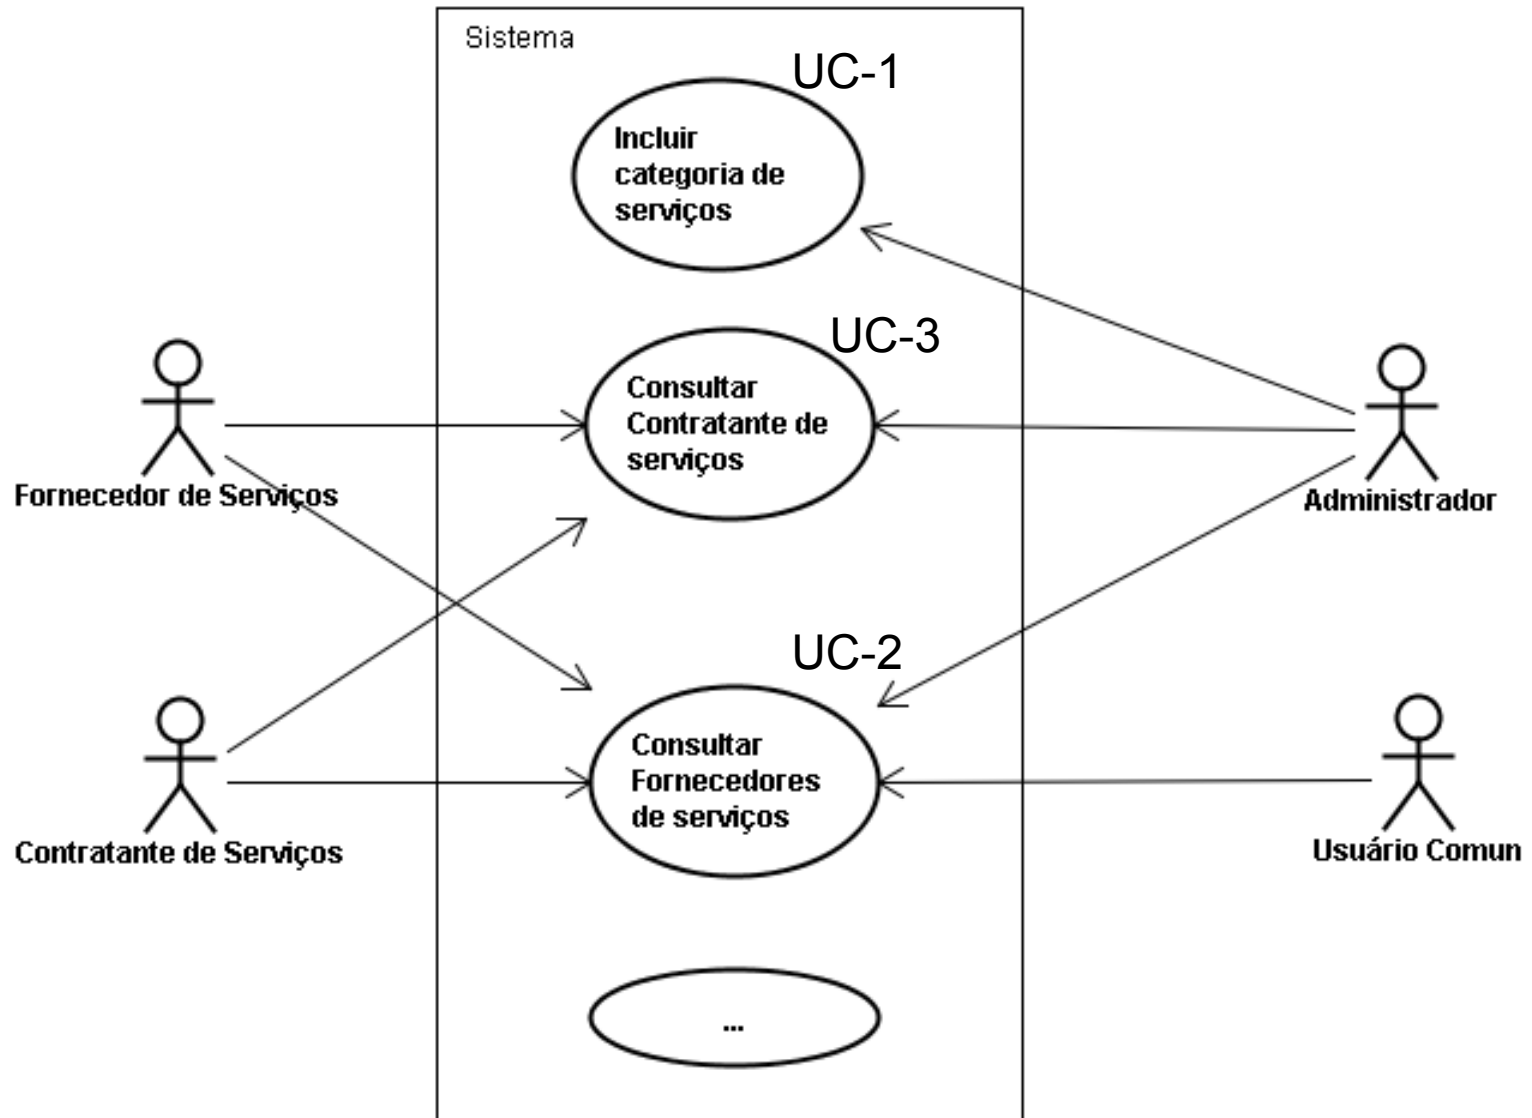 Sistema
UC-1
Incluir
categoria de
serviços
UC-3
Consultar
Contratante de
serviços
Fornecedor de Serviços
Administrador
UC-2
Consultar
Fornecedores
de serviços
Contratante de Serviços
Usuário Comun
...